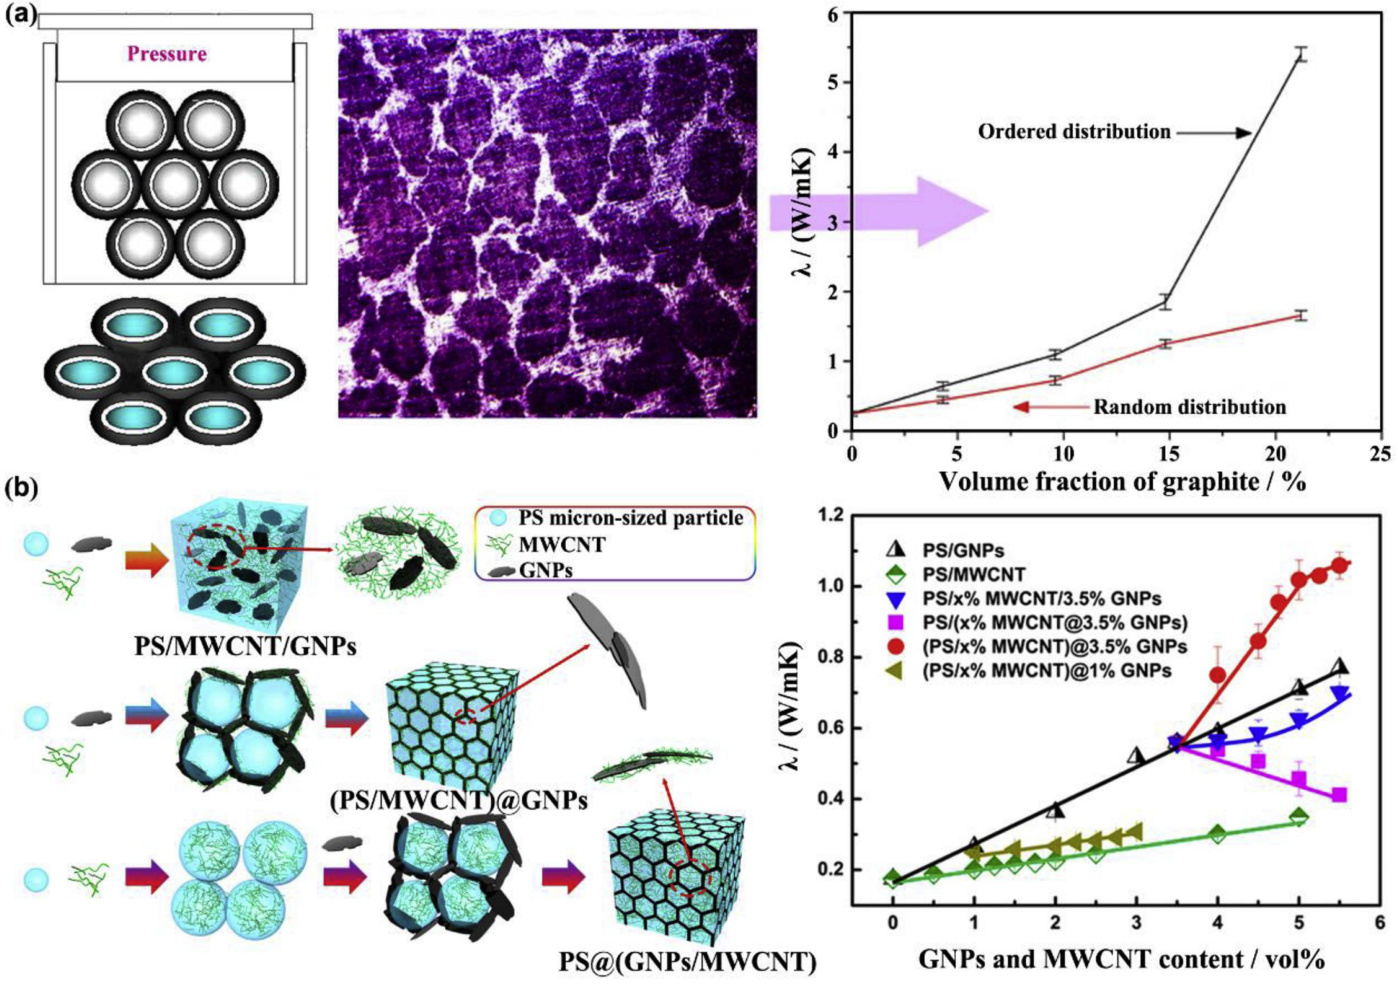 (a)
Pressure
6
5
4
3
2
1
0
λ / (W/mK)
Ordered distribution
Random distribution
0 5 10 15 20 25
Volume fraction of graphite / %
(b)
PS micron-sized particle
MWCNT
GNPs
PS/MWCNT/GNPs
(PS/MWCNT)@GNPs
PS@(GNPs/MWCNT)
1.2
1.0
0.8
0.6
0.4
0.2
λ / (W/mK)
PS/GNPs
PS/MWCNT
PS/x% MWCNT/3.5% GNPs
PS/(x% MWCNT@3.5% GNPs)
(PS/x% MWCNT)@3.5% GNPs
(PS/x% MWCNT)@1% GNPs
0 1 2 3 4 5 6
GNPs and MWCNT content / vol%